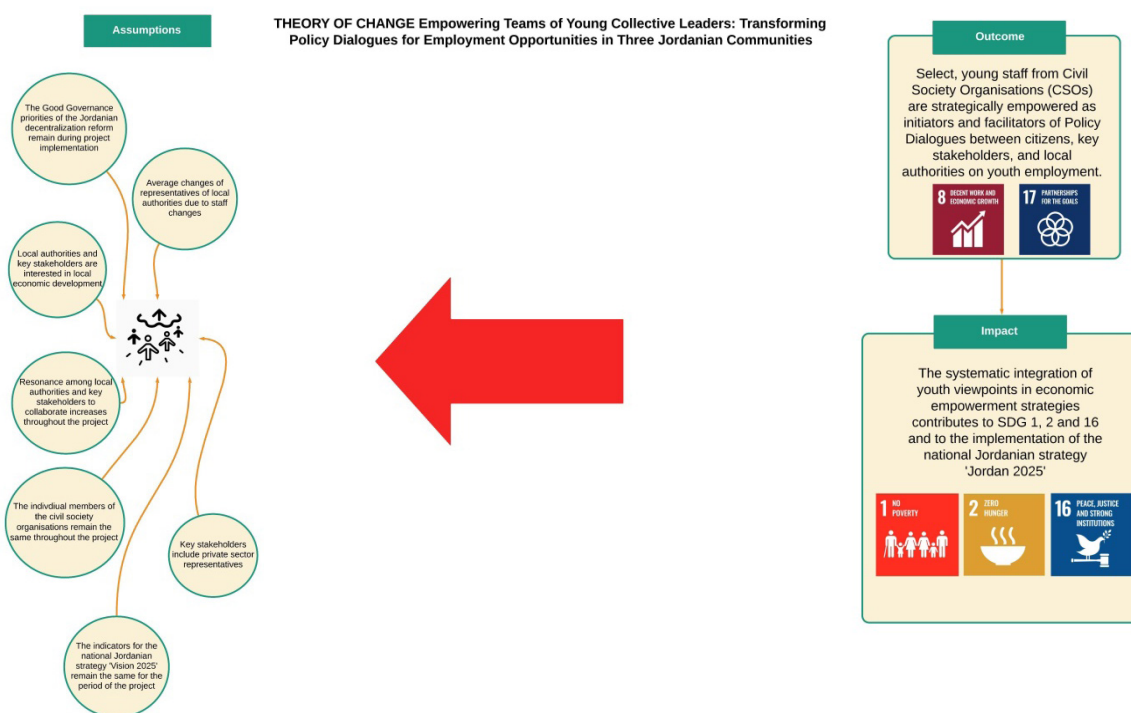 THEORY OF CHANGE Empowering Teams of Young Collective Leaders: Transforming
Policy Dialogues for Employment Opportunities in Three Jordanian Communities
Assumptions
The Good Governance
priorities of the Jordanian
decentralization reform
remain during project
implementation
Average changes of
representatives of local
authorities due to staff
changes
Local authorities and
key stakeholders are
interested in local
economic development
Resonance among local
authorities and key
stakeholders to
collaborate increases
throughout the project
The indivdiual members of
the civil society
organisations remain the
same throughout the project
Key stakeholders
include private sector
representatives
The indicators for the
national Jordanian
strategy 'Vision 2025'
remain the same for the
period of the project
Outcome
Select, young staff from Civil
Society Organisations (CSOs)
are strategically empowered as
initiators and facilitators of Policy
Dialogues between citizens, key
stakeholders, and local
authorities on youth employment.
8 DECENT WORK AND
ECONOMIC GROWTH
17 PARTNERSHIPS
FOR THE GOALS
Impact
The systematic integration of
youth viewpoints in economic
empowerment strategies
contributes to SDG 1, 2 and 16
and to the implementation of the
national Jordanian strategy
'Jordan 2025'
1 NO
POVERTY
2 ZERO
HUNGER
16 PEACE, JUSTICE
AND STRONG
INSTITUTIONS